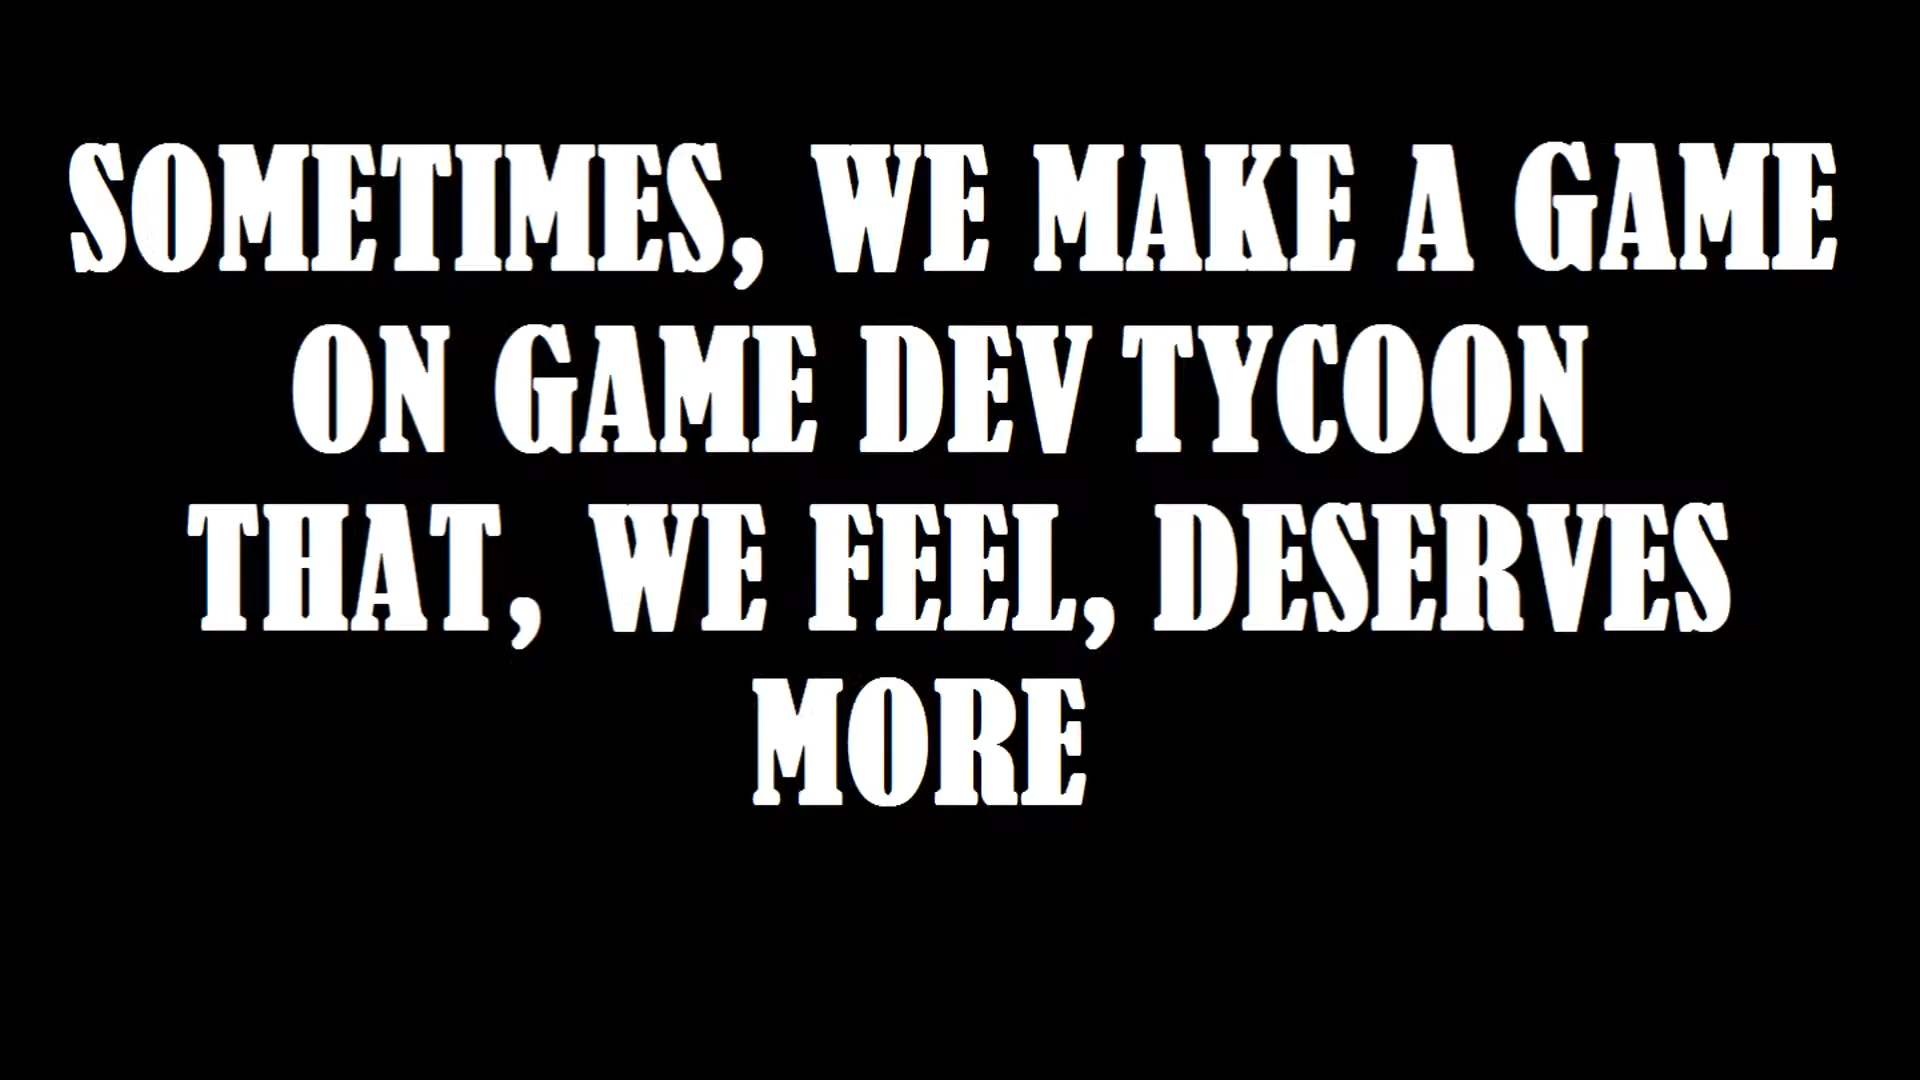 SOMETIMES, WE MAKE A GAME
ON GAME DEV TYCOON
THAT, WE FEEL, DESERVES
MORE